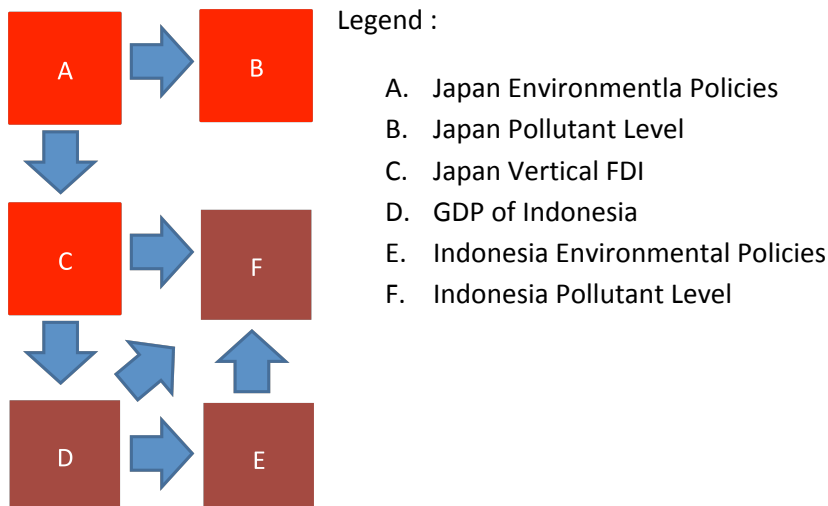 Legend :
A
B
A. Japan Environmentla Policies
B. Japan Pollutant Level
C. Japan Vertical FDI
D. GDP of Indonesia
E. Indonesia Environmental Policies
F. Indonesia Pollutant Level
C
F
D
E